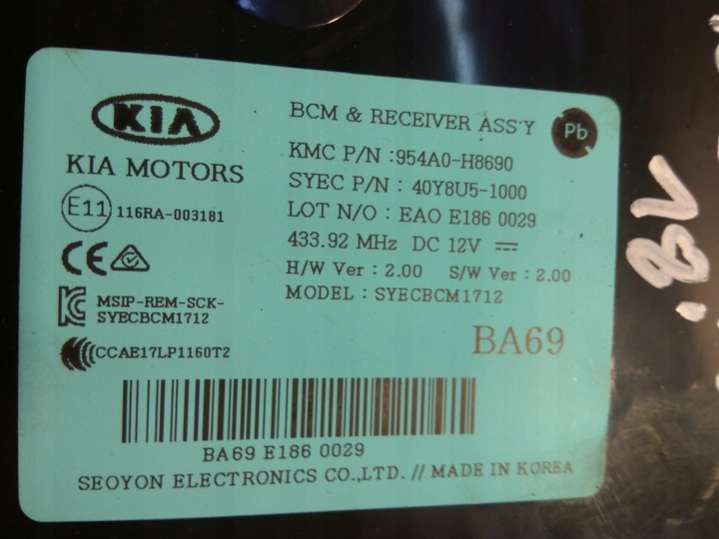 KIA
KIA MOTORS
E11 116RA-003181
CE
MSIP-REM-SCK-
SYECBCM1712
CCAE17LP1160T2
BCM & RECEIVER ASS'Y
Pb
KMC P/N :954A0-H8690
SYEC P/N : 40Y8U5-1000
LOT N/O : EAO E186 0029
433.92 MHz DC 12V
H/W Ver : 2.00 S/W Ver : 2.00
MODEL : SYECBCM1712
BA69
BA69 E186 0029
SEOYON ELECTRONICS CO.,LTD. // MADE IN KOREA